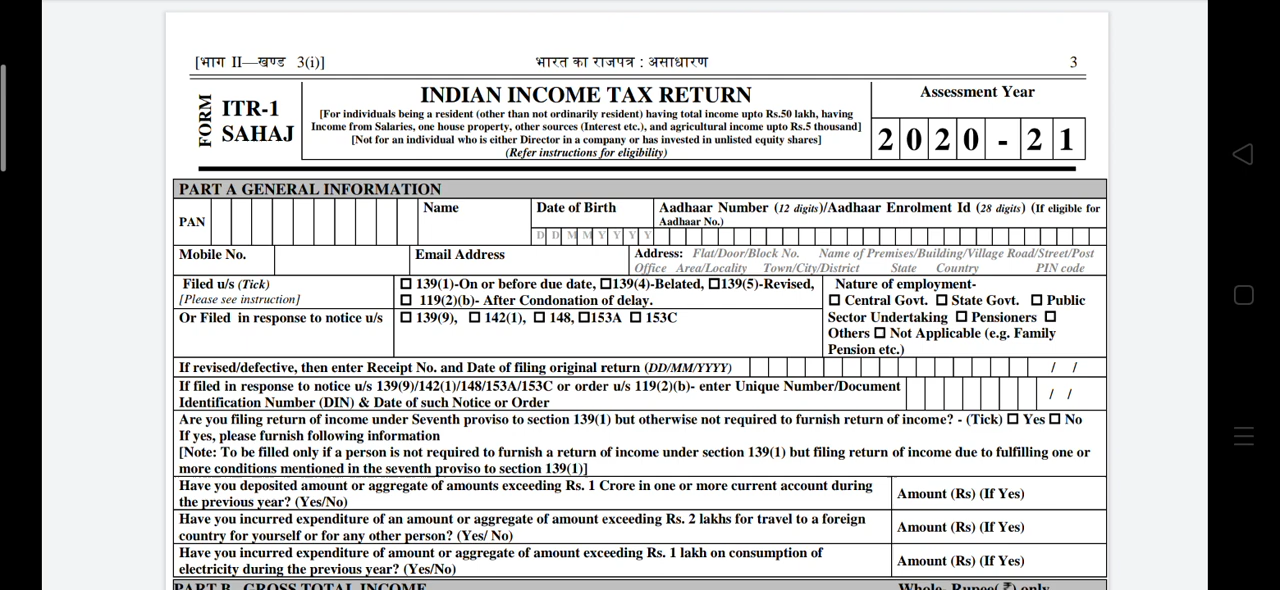 [भाग II—खण्ड 3(i)] भारत का राजपत्र : असाधारण 3
FORM
ITR-1
SAHAJ
INDIAN INCOME TAX RETURN
[For individuals being a resident (other than not ordinarily resident) having total income upto Rs.50 lakh, having
Income from Salaries, one house property, other sources (Interest etc.), and agricultural income upto Rs.5 thousand]
[Not for an individual who is either Director in a company or has invested in unlisted equity shares]
(Refer instructions for eligibility)
Assessment Year
2 0 2 0 - 2 1
PART A GENERAL INFORMATION
PAN
Name
Date of Birth
D D M M Y Y Y Y
Aadhaar Number (12 digits)/Aadhaar Enrolment Id (28 digits) (If eligible for
Aadhaar No.)
Mobile No.
Email Address
Address: Flat/Door/Block No. Name of Premises/Building/Village Road/Street/Post
Office Area/Locality Town/City/District State Country PIN code
Filed u/s (Tick)
[Please see instruction]
☐ 139(1)-On or before due date, ☐139(4)-Belated, ☐139(5)-Revised,
☐ 119(2)(b)- After Condonation of delay.
Or Filed in response to notice u/s
☐ 139(9), ☐ 142(1), ☐ 148, ☐153A ☐ 153C
Nature of employment-
☐ Central Govt. ☐ State Govt. ☐ Public
Sector Undertaking ☐ Pensioners ☐
Others ☐ Not Applicable (e.g. Family
Pension etc.)
If revised/defective, then enter Receipt No. and Date of filing original return (DD/MM/YYYY) / /
If filed in response to notice u/s 139(9)/142(1)/148/153A/153C or order u/s 119(2)(b)- enter Unique Number/Document
Identification Number (DIN) & Date of such Notice or Order / /
Are you filing return of income under Seventh proviso to section 139(1) but otherwise not required to furnish return of income? - (Tick) ☐ Yes ☐ No
If yes, please furnish following information
[Note: To be filled only if a person is not required to furnish a return of income under section 139(1) but filing return of income due to fulfilling one or
more conditions mentioned in the seventh proviso to section 139(1)]
Have you deposited amount or aggregate of amounts exceeding Rs. 1 Crore in one or more current account during
the previous year? (Yes/No)
Amount (Rs) (If Yes)
Have you incurred expenditure of an amount or aggregate of amount exceeding Rs. 2 lakhs for travel to a foreign
country for yourself or for any other person? (Yes/ No)
Amount (Rs) (If Yes)
Have you incurred expenditure of amount or aggregate of amount exceeding Rs. 1 lakh on consumption of
electricity during the previous year? (Yes/No)
Amount (Rs) (If Yes)
PART B GROSS TOTAL INCOME Whole- Rupee(₹) only